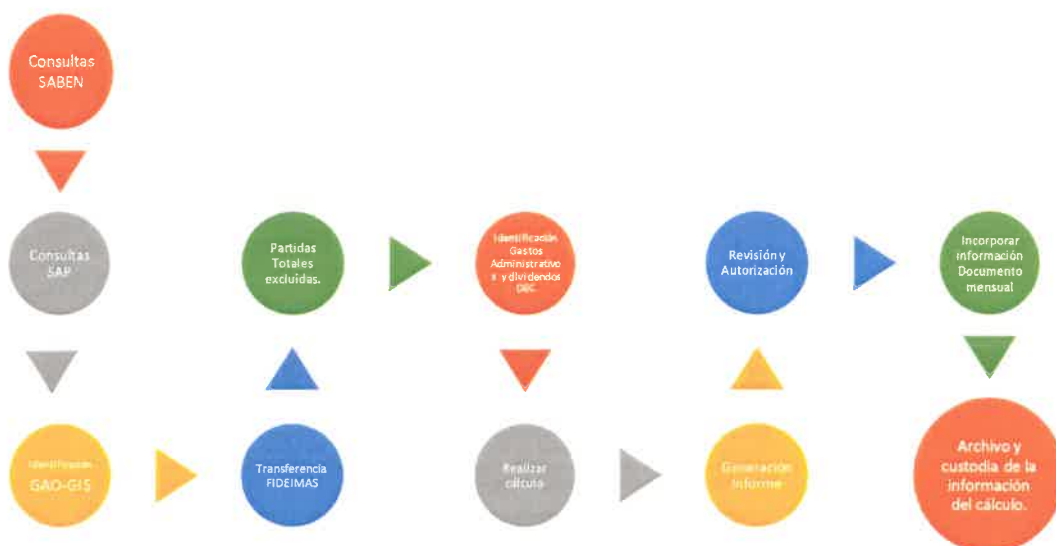 Consultas
SABEN
Consultas
SAP
Identificación
GAO-GIS
Transferencia
FIDEIMAS
Partidas
Totales
excluidas.
Identificación
Gastos
Administrativo
s y dividendos
Realizar
cálculo
Generación
Informe
Revisión y
Autorización
Incorporar
información
Documento
mensual
Archivo y
custodia de la
información
del cálculo.